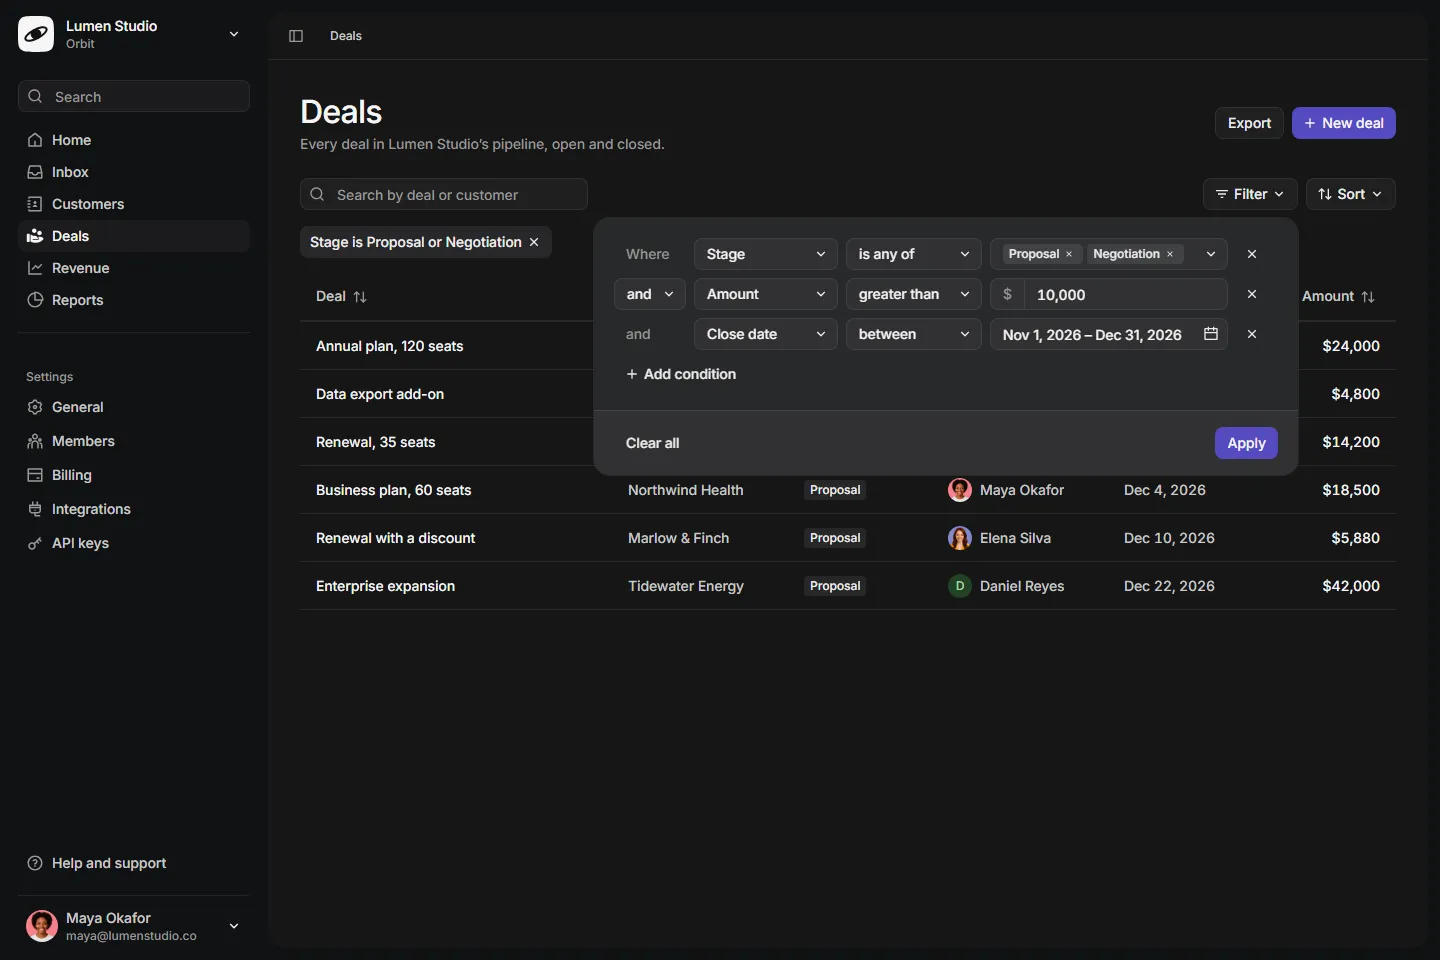 Lumen Studio
Orbit
Search
Home
Inbox
Customers
Deals
Revenue
Reports
Settings
General
Members
Billing
Integrations
API keys
Help and support
Maya Okafor
maya@lumenstudio.co
Deals
Deals
Every deal in Lumen Studio's pipeline, open and closed.
Export
+ New deal
Search by deal or customer
Filter
Sort
Stage is Proposal or Negotiation ×
Where Stage is any of Proposal × Negotiation ×
and Amount greater than $ 10,000
and Close date between Nov 1, 2026 – Dec 31, 2026
+ Add condition
Clear all
Apply
Deal Amount
Annual plan, 120 seats $24,000
Data export add-on $4,800
Renewal, 35 seats $14,200
Business plan, 60 seats Northwind Health Proposal Maya Okafor Dec 4, 2026 $18,500
Renewal with a discount Marlow & Finch Proposal Elena Silva Dec 10, 2026 $5,880
Enterprise expansion Tidewater Energy Proposal D Daniel Reyes Dec 22, 2026 $42,000